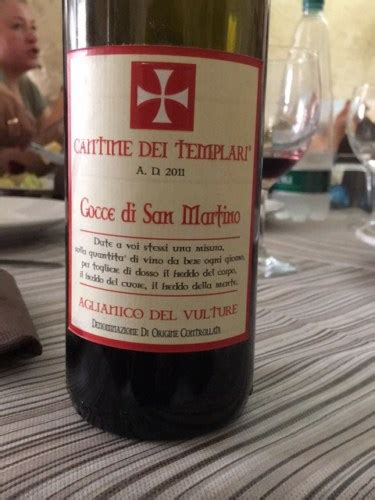 Cantine dei Templari
A. D. 2011
Gocce di San Martino
Date a voi stessi una misura,
sulla quantita' di vino da bere ogni giorno,
per togliere di dosso il freddo del corpo,
il freddo del cuore, il freddo della morte.
Aglianico del Vulture
Denominazione Di Origine Controllata